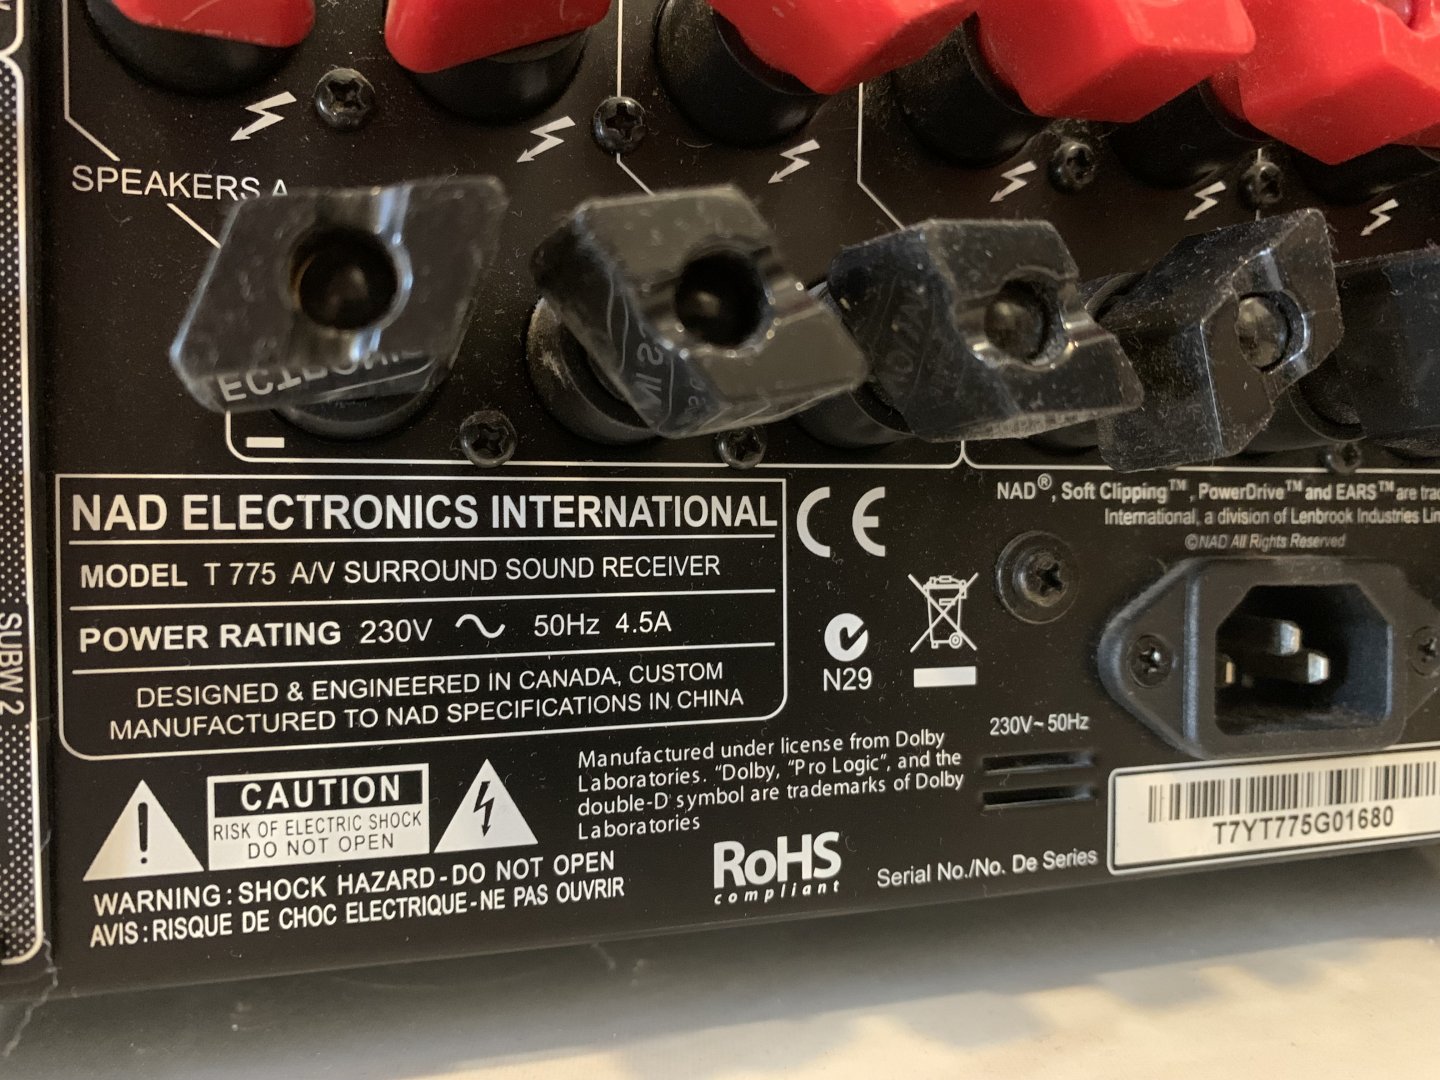 SPEAKERS A
NAD ELECTRONICS INTERNATIONAL
MODEL T 775 A/V SURROUND SOUND RECEIVER
POWER RATING 230V ~ 50Hz 4.5A
DESIGNED & ENGINEERED IN CANADA, CUSTOM
MANUFACTURED TO NAD SPECIFICATIONS IN CHINA
CE
N29
NAD®, Soft Clipping™, PowerDrive™ and EARS™ are
International, a division of Lenbrook Industries
©NAD All Rights Reserved
230V~50Hz
SUBW 2
CAUTION
RISK OF ELECTRIC SHOCK
DO NOT OPEN
WARNING: SHOCK HAZARD-DO NOT OPEN
AVIS: RISQUE DE CHOC ELECTRIQUE-NE PAS OUVRIR
Manufactured under license from Dolby
Laboratories. "Dolby, "Pro Logic", and the
double-D symbol are trademarks of Dolby
Laboratories
RoHS
compliant
Serial No./No. De Series
T7YT775G01680